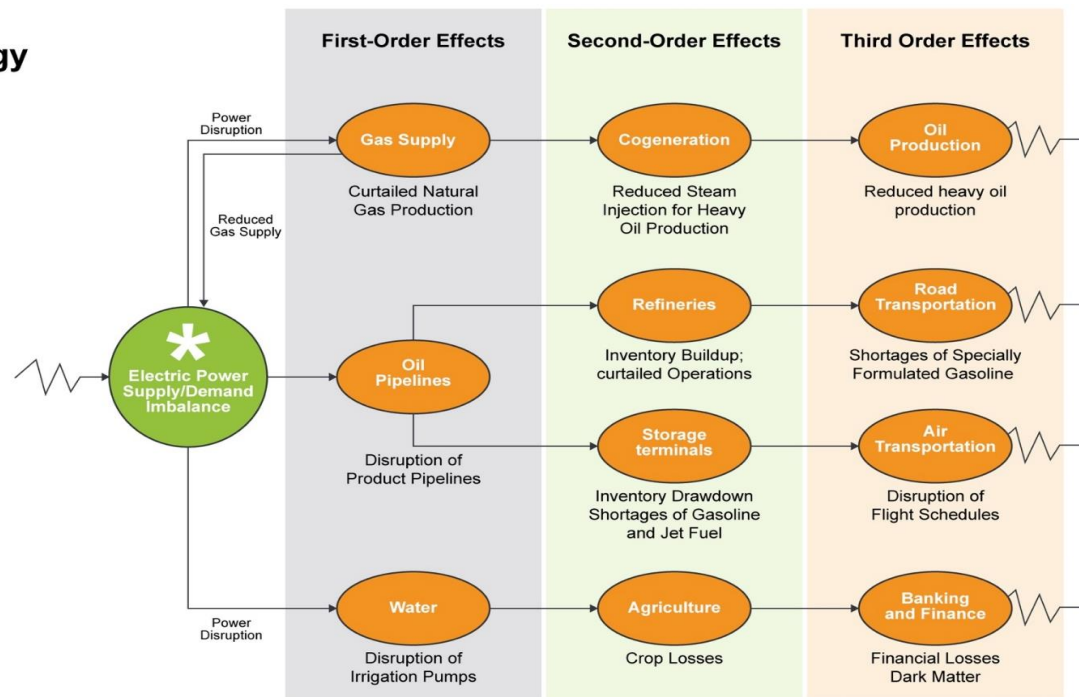 gy
First-Order Effects
Second-Order Effects
Third Order Effects
Power
Disruption
Gas Supply
Curtailed Natural
Gas Production
Cogeneration
Reduced Steam
Injection for Heavy
Oil Production
Oil
Production
Reduced heavy oil
production
Reduced
Gas Supply
*
Electric Power
Supply/Demand
Imbalance
Oil
Pipelines
Disruption of
Product Pipelines
Refineries
Inventory Buildup;
curtailed Operations
Road
Transportation
Shortages of Specially
Formulated Gasoline
Storage
terminals
Inventory Drawdown
Shortages of Gasoline
and Jet Fuel
Air
Transportation
Disruption of
Flight Schedules
Power
Disruption
Water
Disruption of
Irrigation Pumps
Agriculture
Crop Losses
Banking
and Finance
Financial Losses
Dark Matter